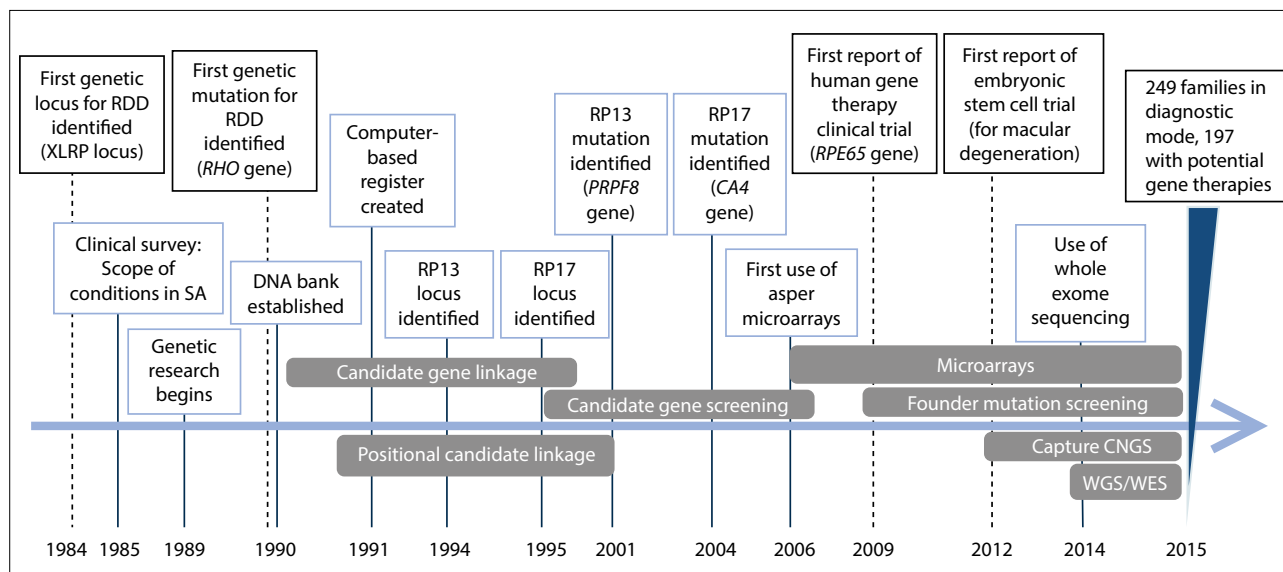 First genetic
locus for RDD
identified
(XLRP locus)
First genetic
mutation for
RDD
identified
(RHO gene)
Computer-
based
register
created
RP13
mutation
identified
(PRPF8
gene)
RP17
mutation
identified
(CA4
gene)
First report of
human gene
therapy
clinical trial
(RPE65 gene)
First report of
embryonic
stem cell trial
(for macular
degeneration)
249 families in
diagnostic
mode, 197
with potential
gene therapies
Clinical survey:
Scope of
conditions in SA
Genetic
research
begins
DNA bank
established
RP13
locus
identified
RP17
locus
identified
First use of
asper
microarrays
Use of
whole
exome
sequencing
Candidate gene linkage
Microarrays
Candidate gene screening
Founder mutation screening
Positional candidate linkage
Capture CNGS
WGS/WES
1984 1985 1989 1990 1991 1994 1995 2001 2004 2006 2009 2012 2014 2015